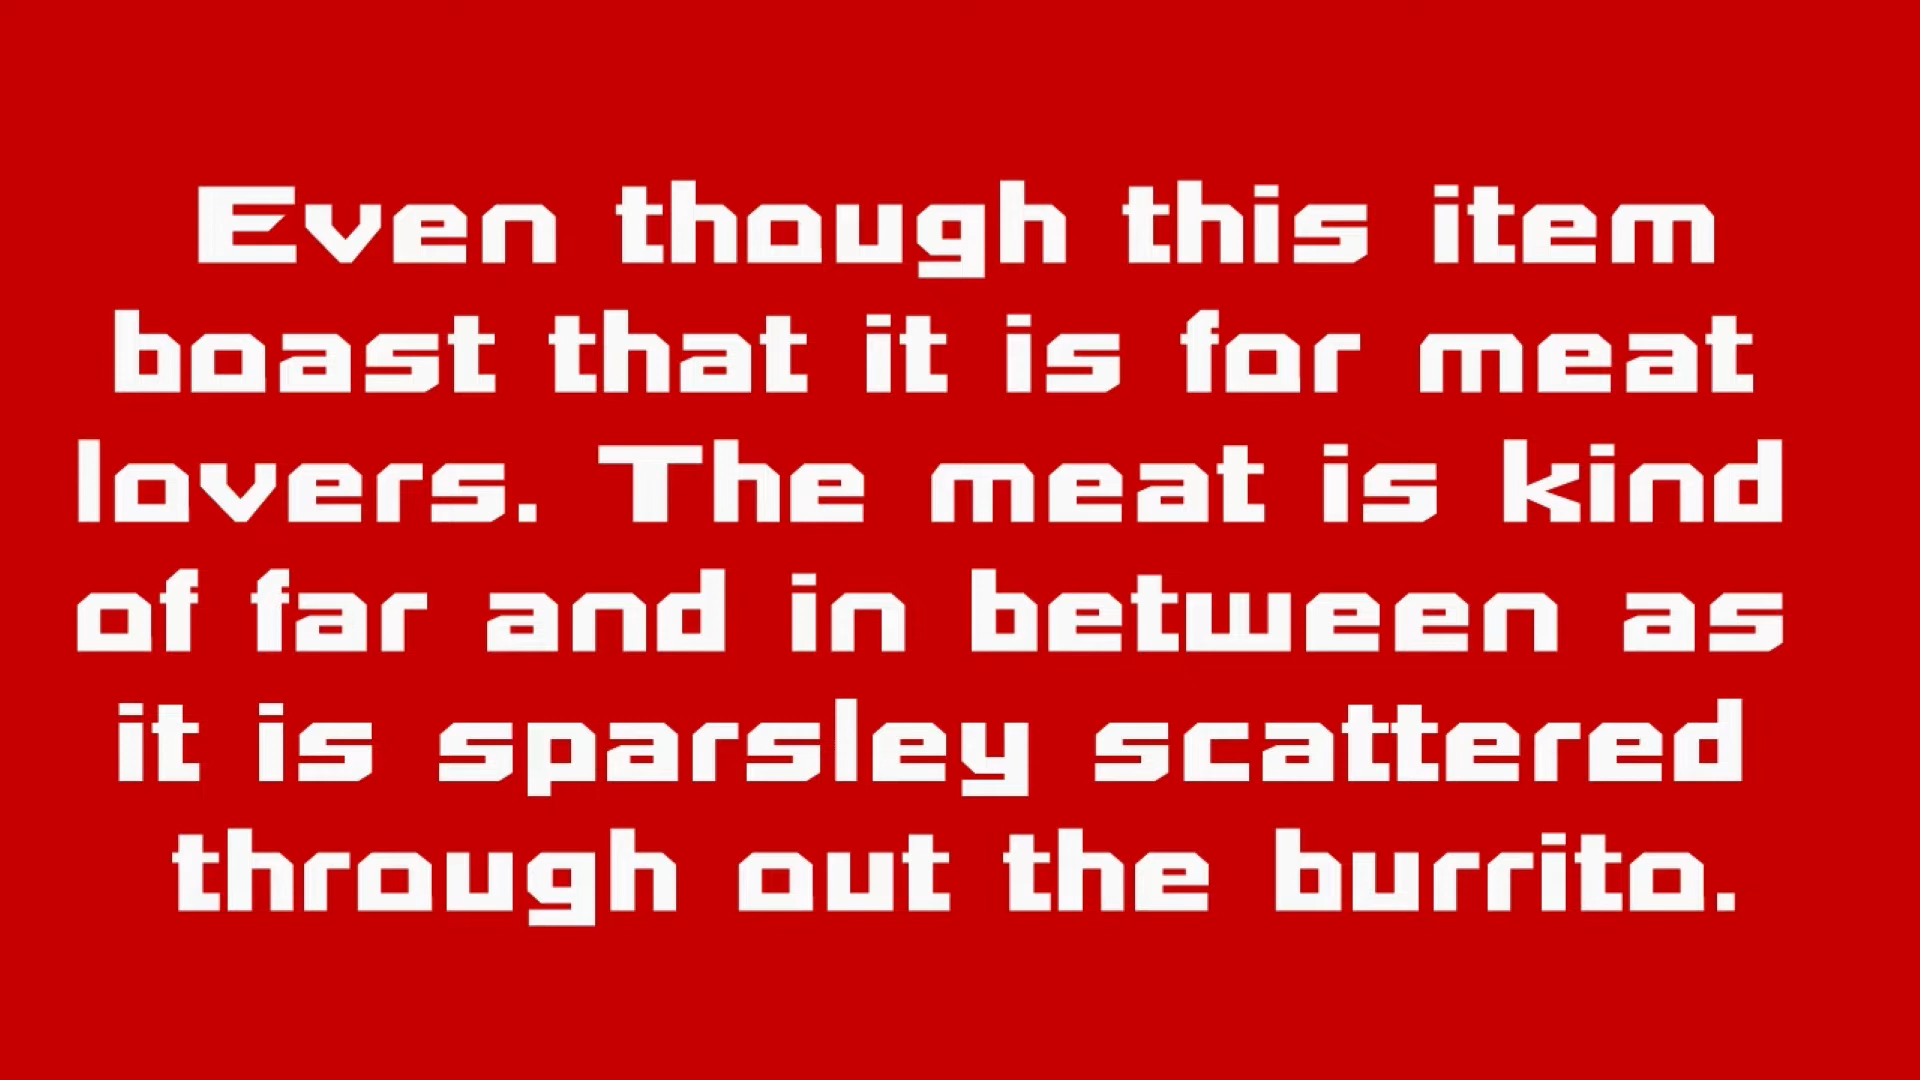 Even though this item
boast that it is for meat
lovers. The meat is kind
of far and in between as
it is sparsley scattered
through out the burrito.